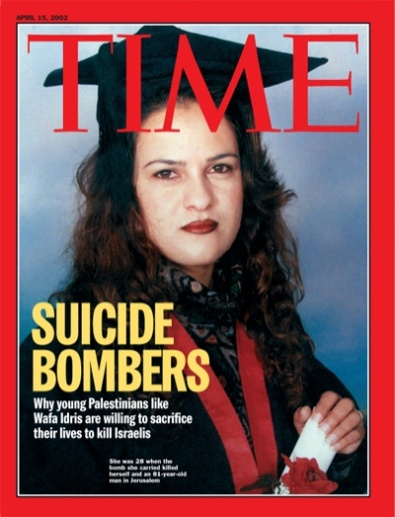 APRIL 15, 2002
TIME
SUICIDE
BOMBERS
Why young Palestinians like
Wafa Idris are willing to sacrifice
their lives to kill Israelis
She was 28 when the
bomb she carried killed
herself and an 81-year-old
man in Jerusalem